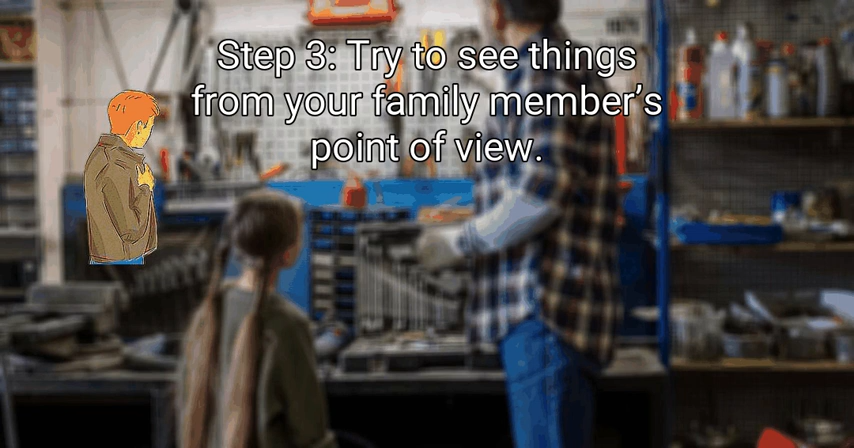 Step 3: Try to see things
from your family member’s
point of view.